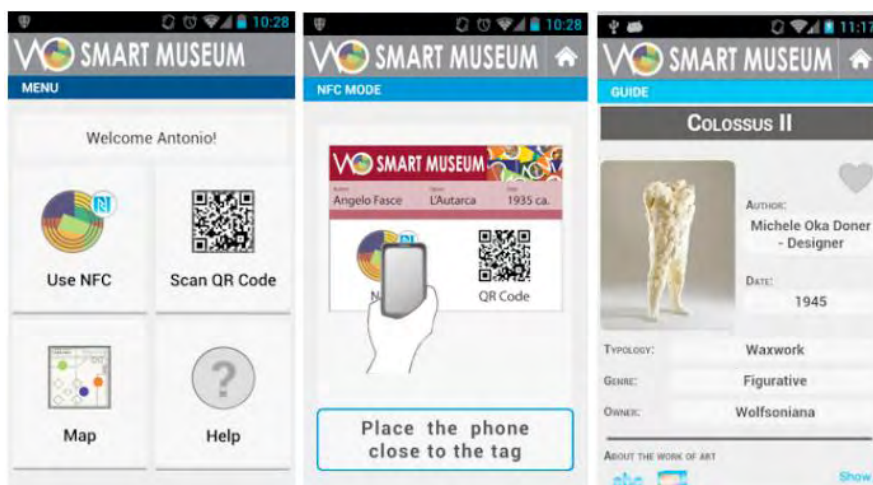 10:28
W SMART MUSEUM
MENU
Welcome Antonio!
Use NFC
Scan QR Code
Map
Help
10:28
W SMART MUSEUM
NFC MODE
W SMART MUSEUM
Angelo Fasce L'Autarca 1935 ca.
QR Code
Place the phone
close to the tag
11:17
W SMART MUSEUM
GUIDE
COLOSSUS II
AUTHOR:
Michele Oka Doner
- Designer
DATE:
1945
TYPOLOGY: Waxwork
GENRE: Figurative
OWNER: Wolfsoniana
ABOUT THE WORK OF ART
abc Show